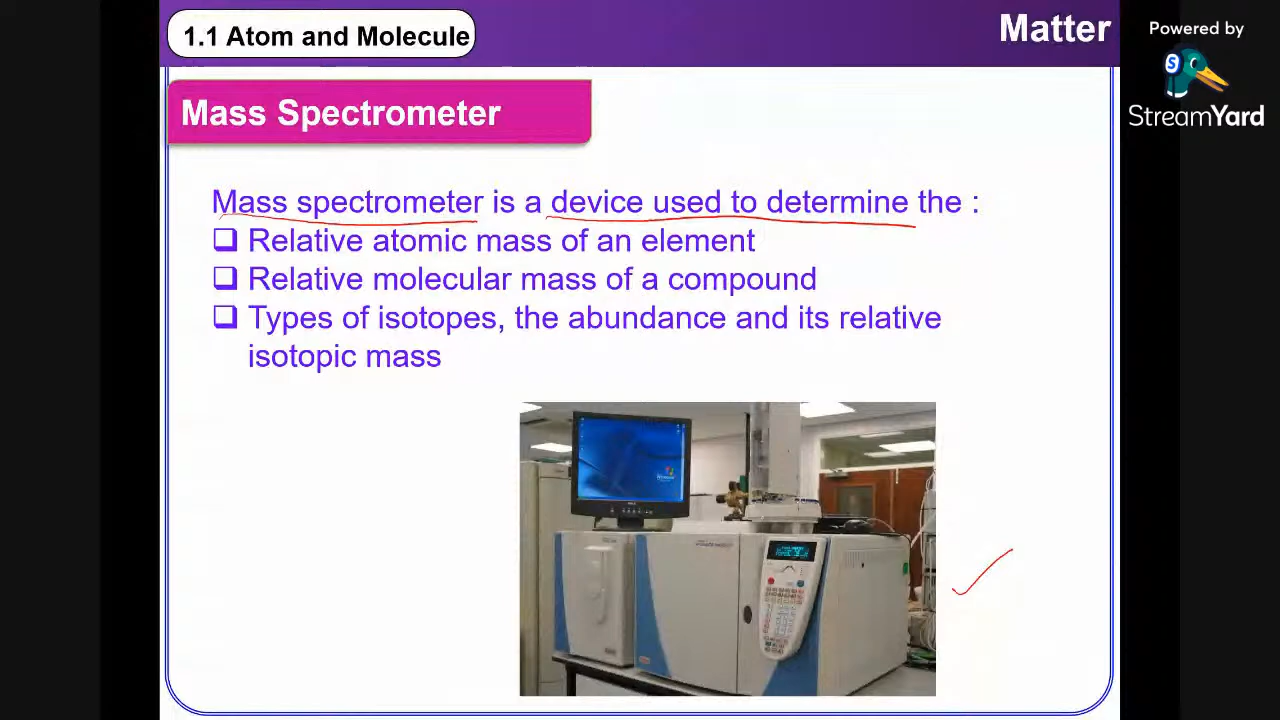 1.1 Atom and Molecule
Matter
Powered by
S
StreamYard
Mass Spectrometer
Mass spectrometer is a device used to determine the :
Relative atomic mass of an element
Relative molecular mass of a compound
Types of isotopes, the abundance and its relative
isotopic mass